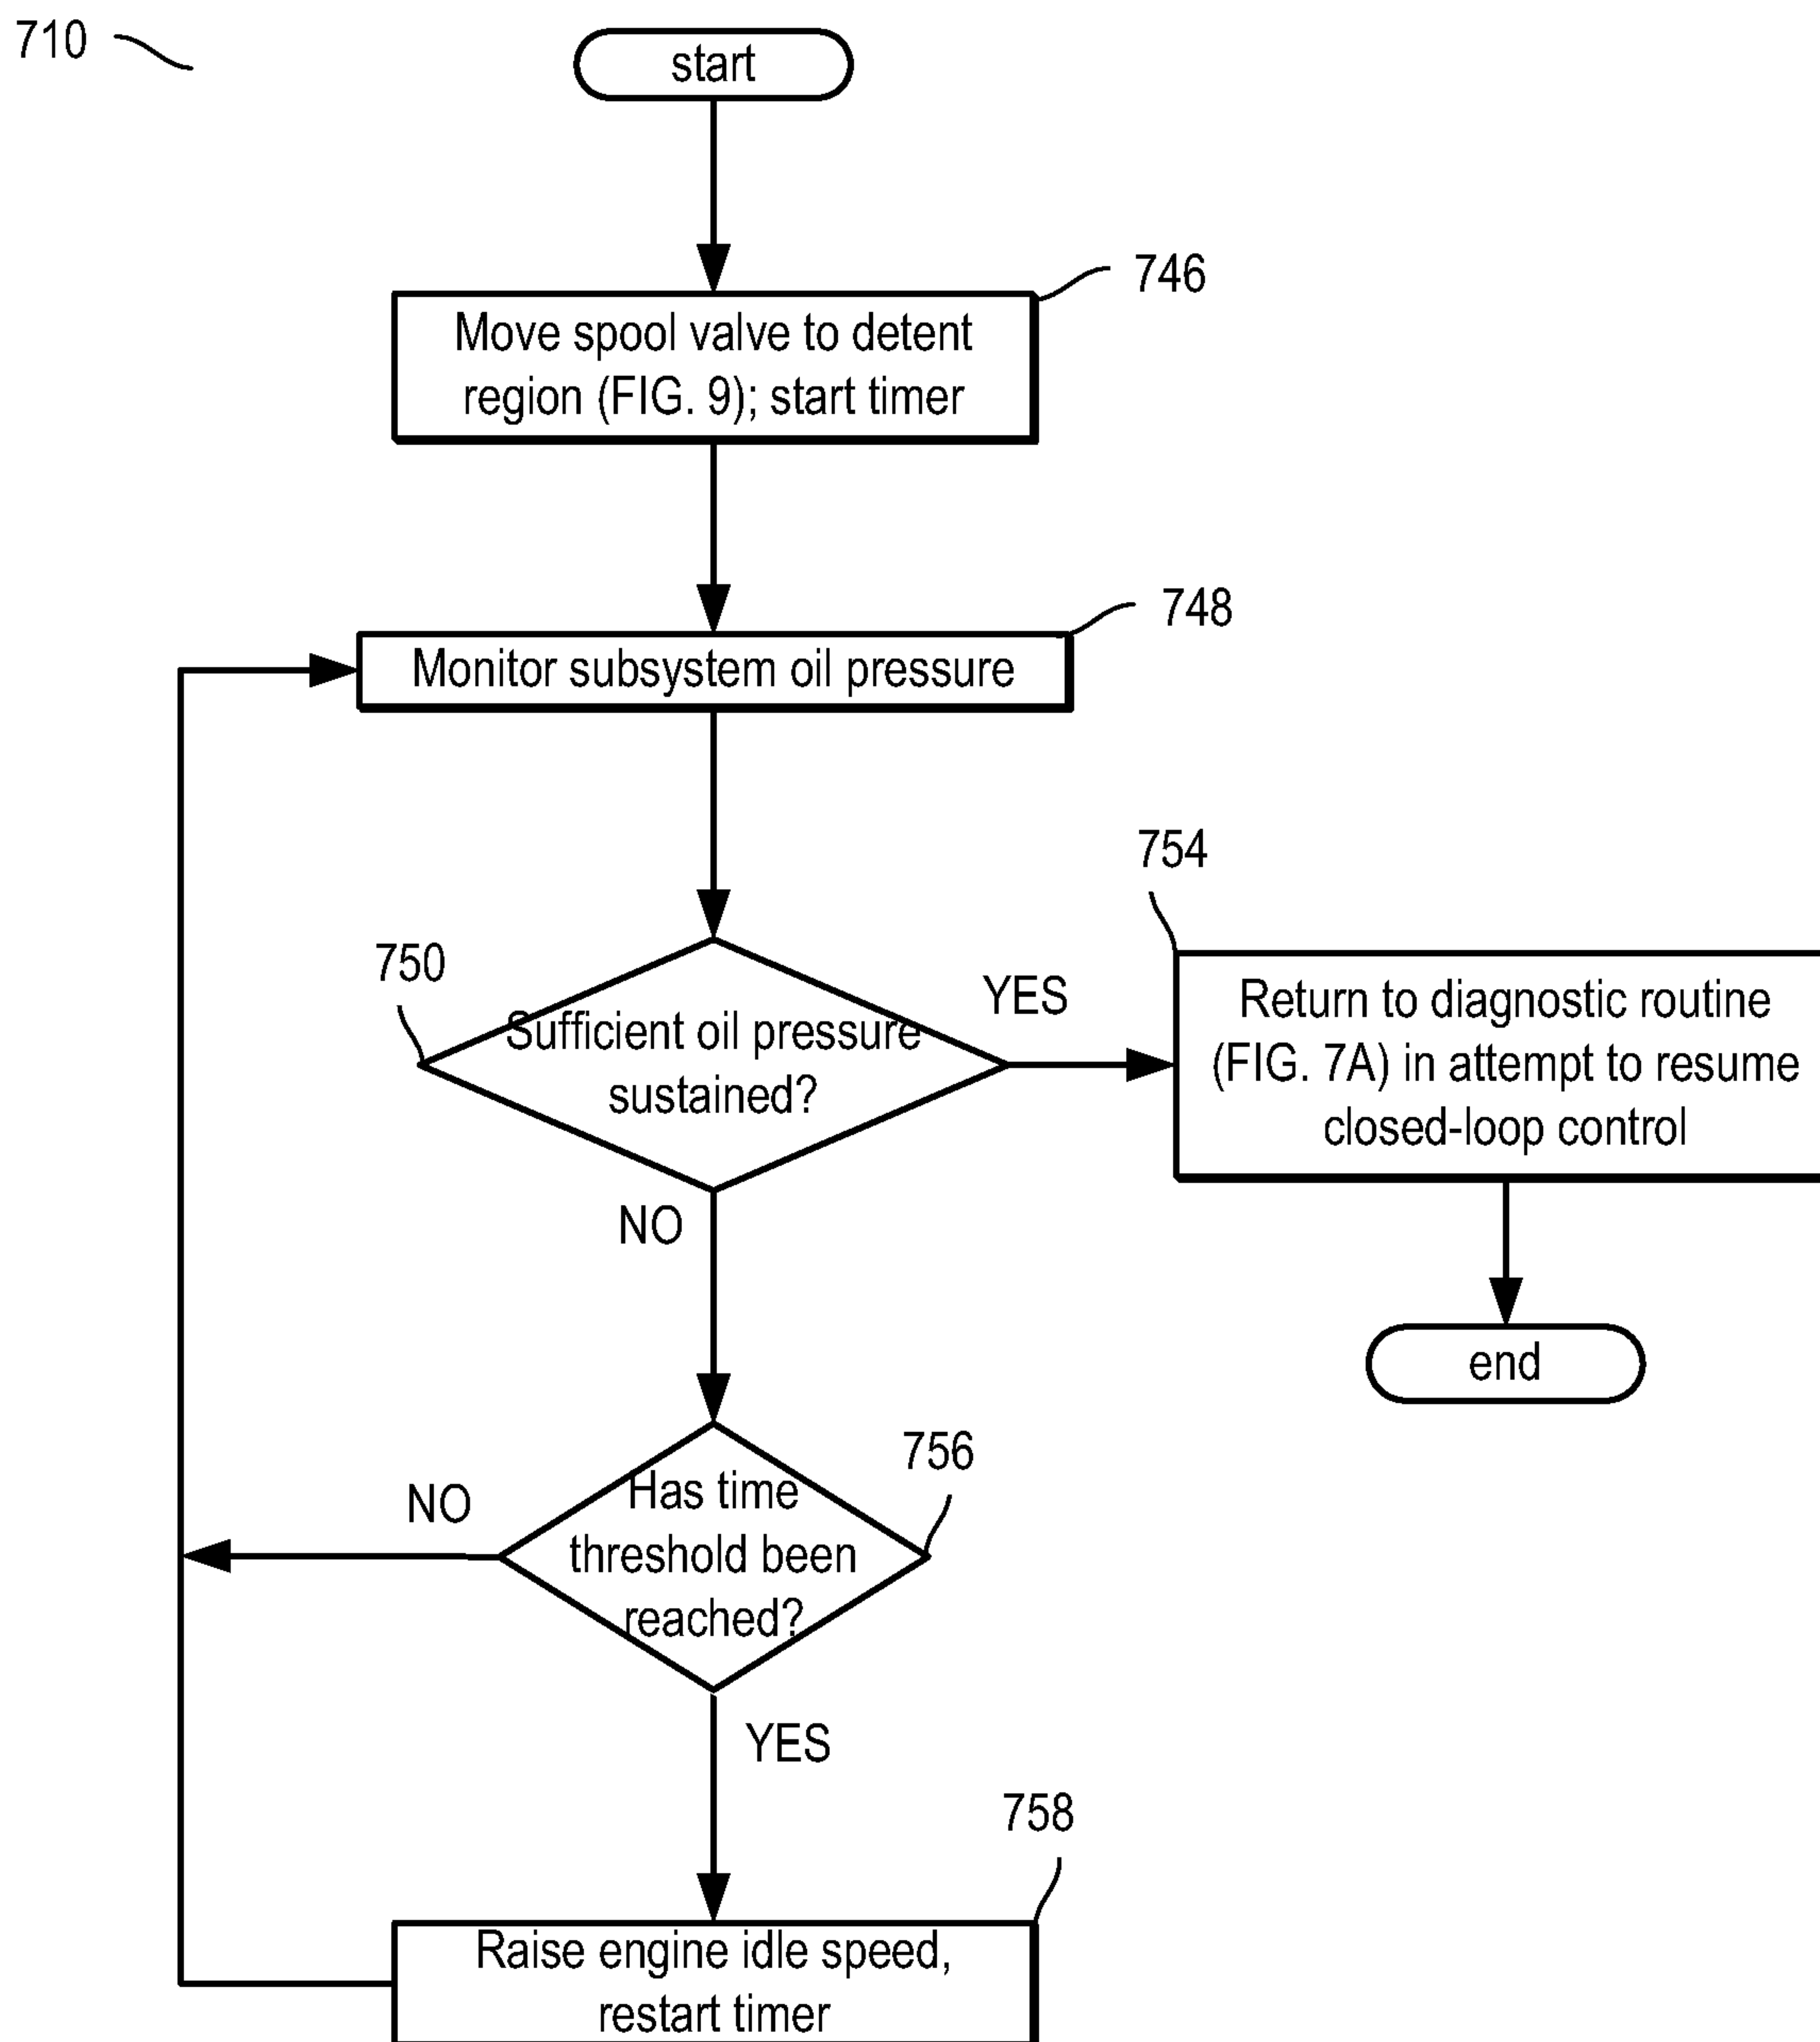 710
start
746
Move spool valve to detent
region (FIG. 9); start timer
748
Monitor subsystem oil pressure
754
750
YES
Return to diagnostic routine
(FIG. 7A) in attempt to resume
closed-loop control
Sufficient oil pressure
sustained?
NO
end
756
NO
Has time
threshold been
reached?
YES
758
Raise engine idle speed,
restart timer